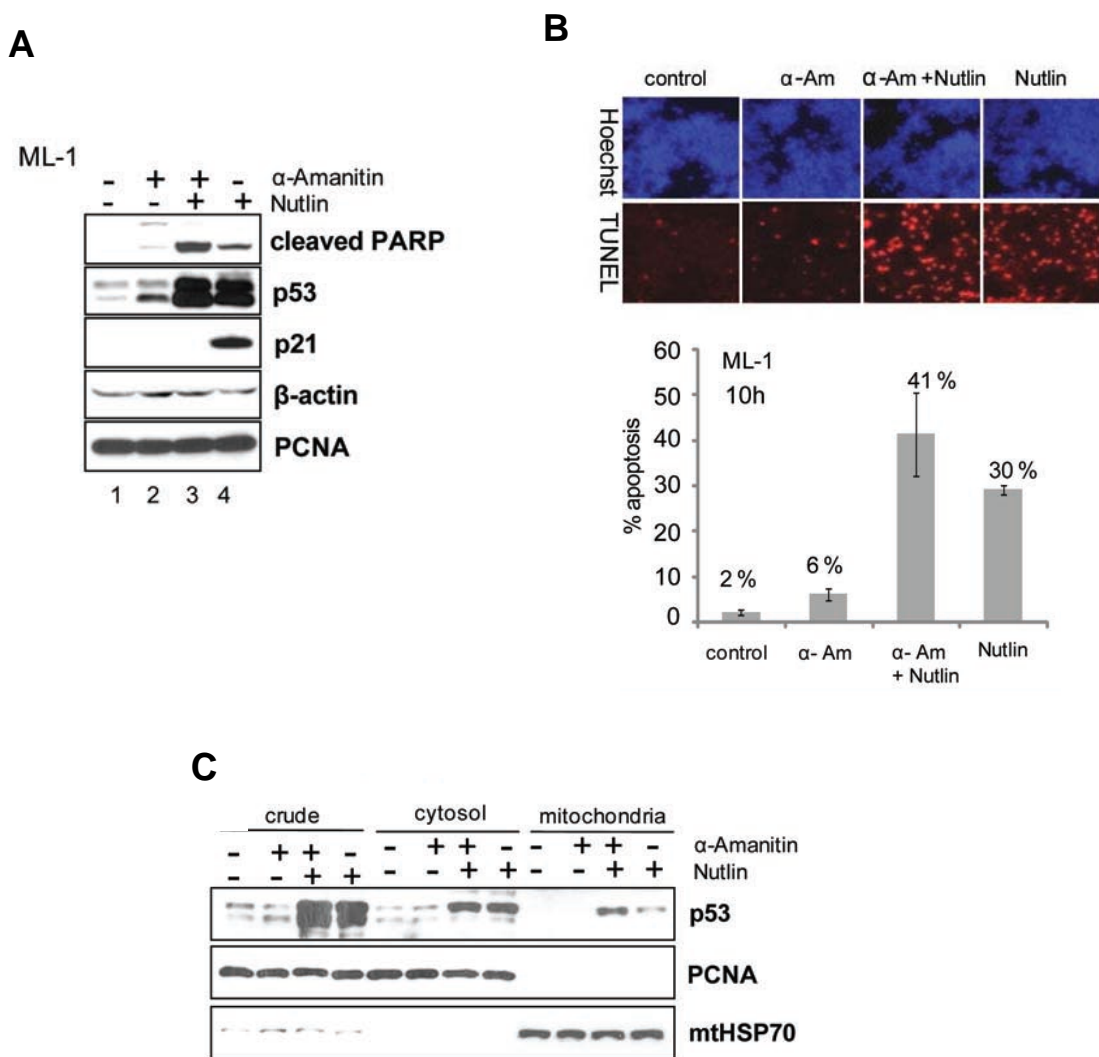 A
ML-1
- + + - α-Amanitin
- - + + Nutlin
cleaved PARP
p53
p21
β-actin
PCNA
1 2 3 4
B
control α-Am α-Am +Nutlin Nutlin
Hoechst
TUNEL
60
50
40
30
20
10
0
% apoptosis
ML-1
10h
2 %
6 %
41 %
30 %
control α- Am α- Am + Nutlin Nutlin
C
crude cytosol mitochondria
- + + - - + + - - + + - α-Amanitin
- - + + - - + + - - + + Nutlin
p53
PCNA
mtHSP70